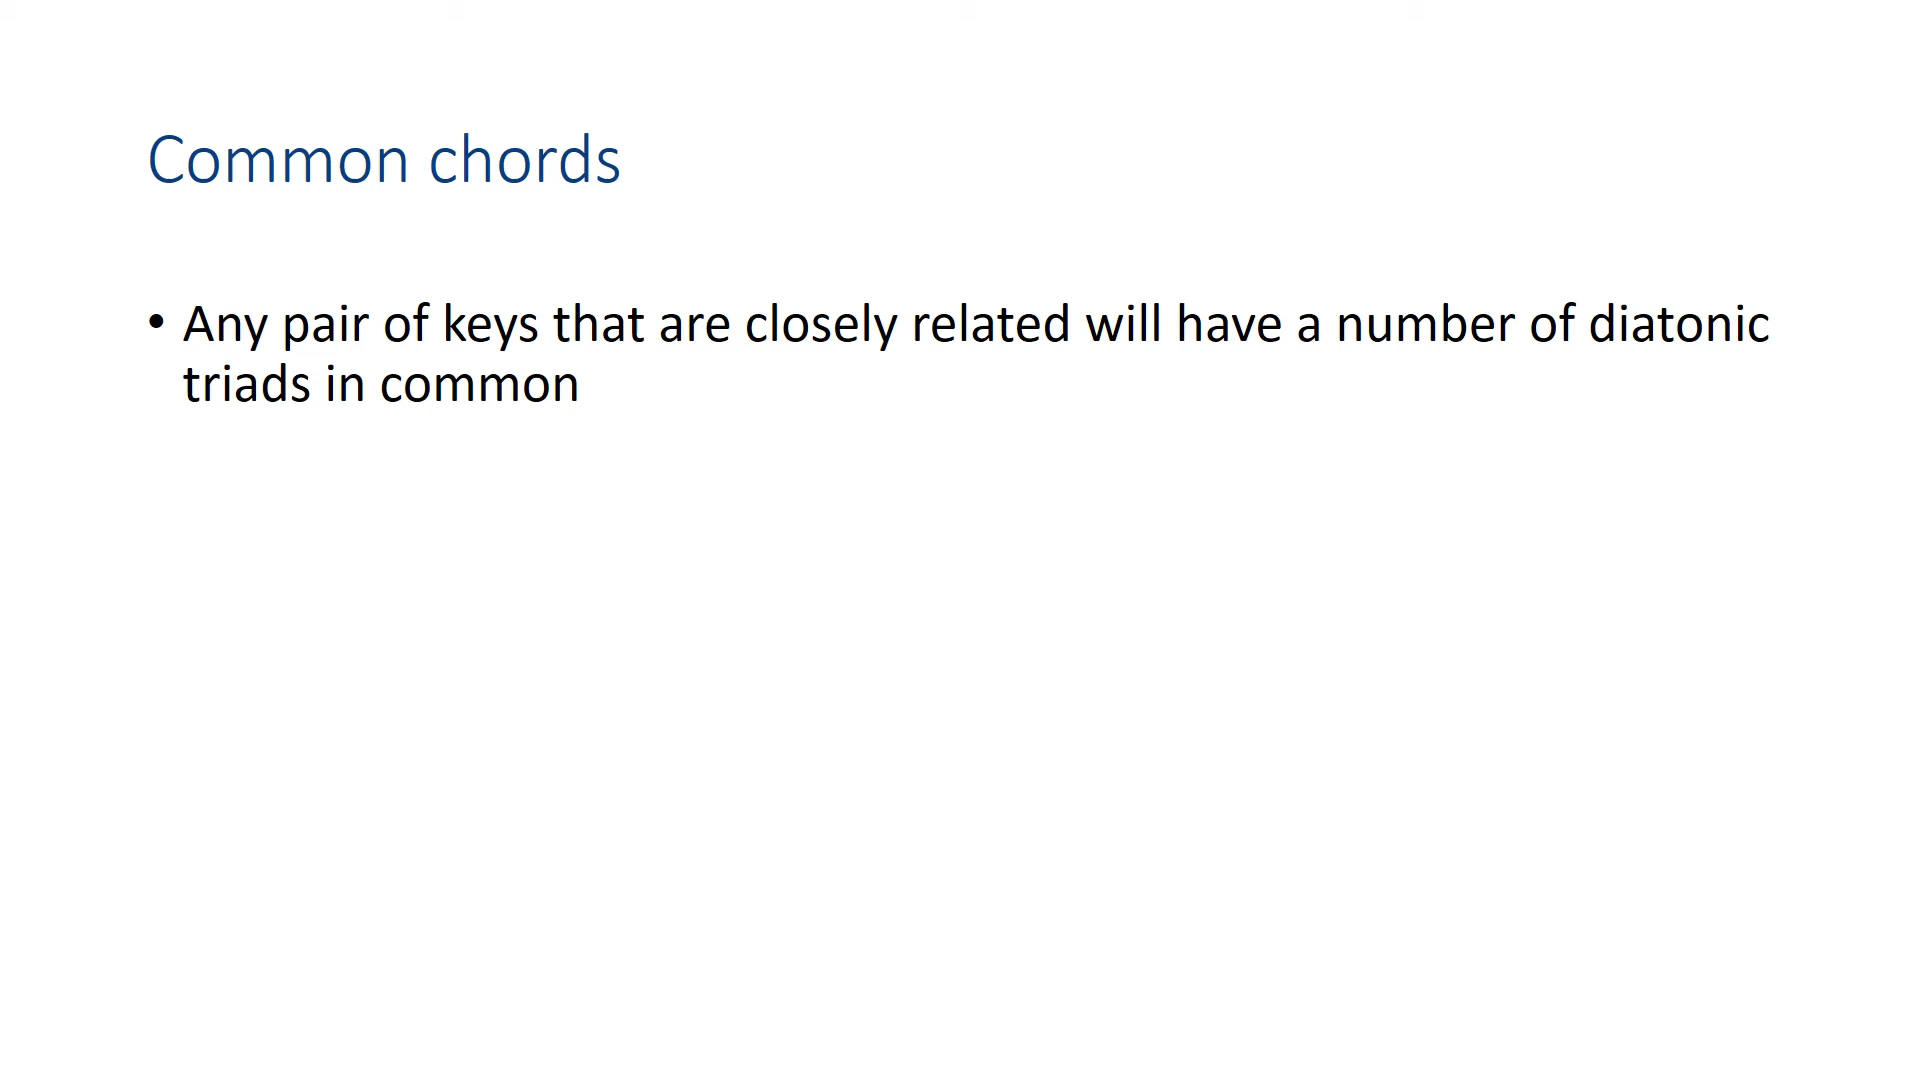 Common chords
• Any pair of keys that are closely related will have a number of diatonic
triads in common